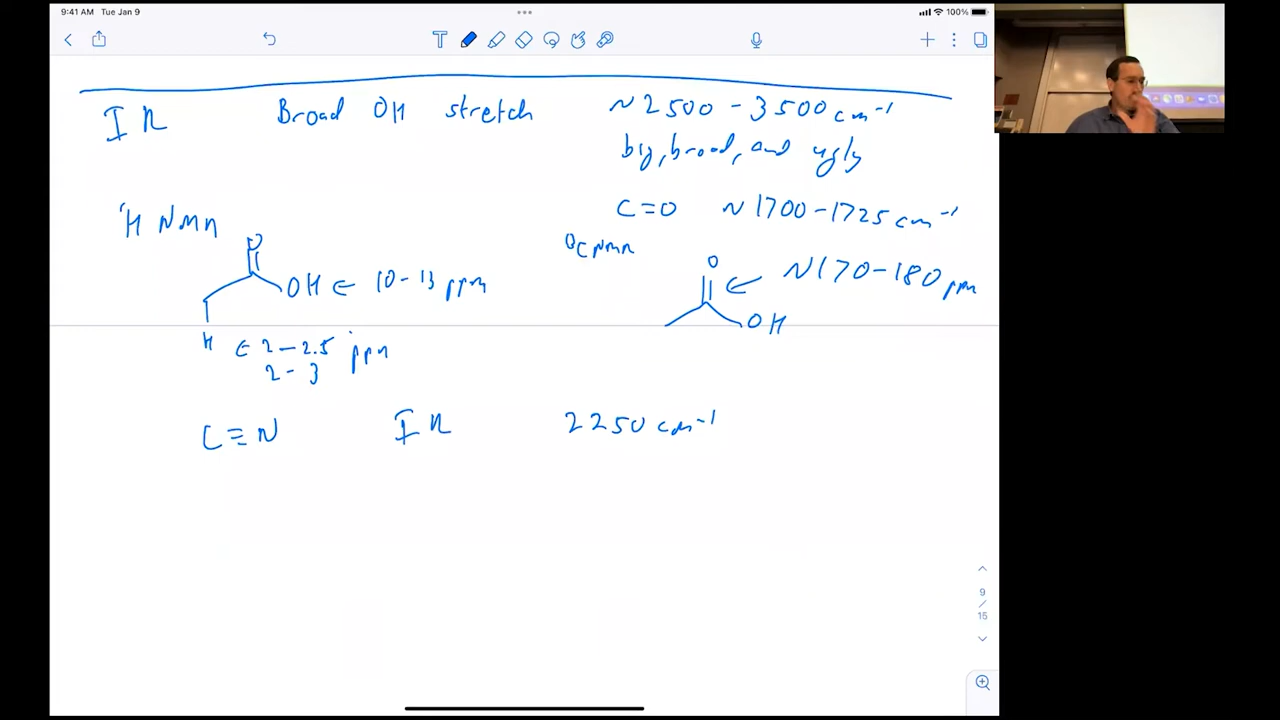 9:41 AM Tue Jan 9
100%
IR Broad OH stretch ~2500-3500 cm⁻¹
big, broad, and ugly
C=O ~1700-1725 cm⁻¹
¹H NMR
¹³C NMR
O
OH ← 10-13 ppm
O
← ~170-180 ppm
OH
H ← 2-2.5 ppm
2-3
C≡N IR 2250 cm⁻¹
9
/
15